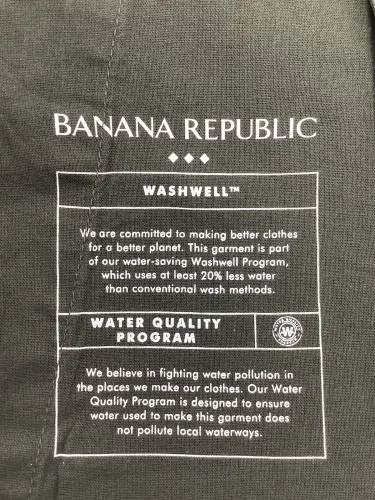 BANANA REPUBLIC
WASHWELL™
We are committed to making better clothes
for a better planet. This garment is part
of our water-saving Washwell Program,
which uses at least 20% less water
than conventional wash methods.
WATER QUALITY
PROGRAM
W
We believe in fighting water pollution in
the places we make our clothes. Our Water
Quality Program is designed to ensure
water used to make this garment does
not pollute local waterways.